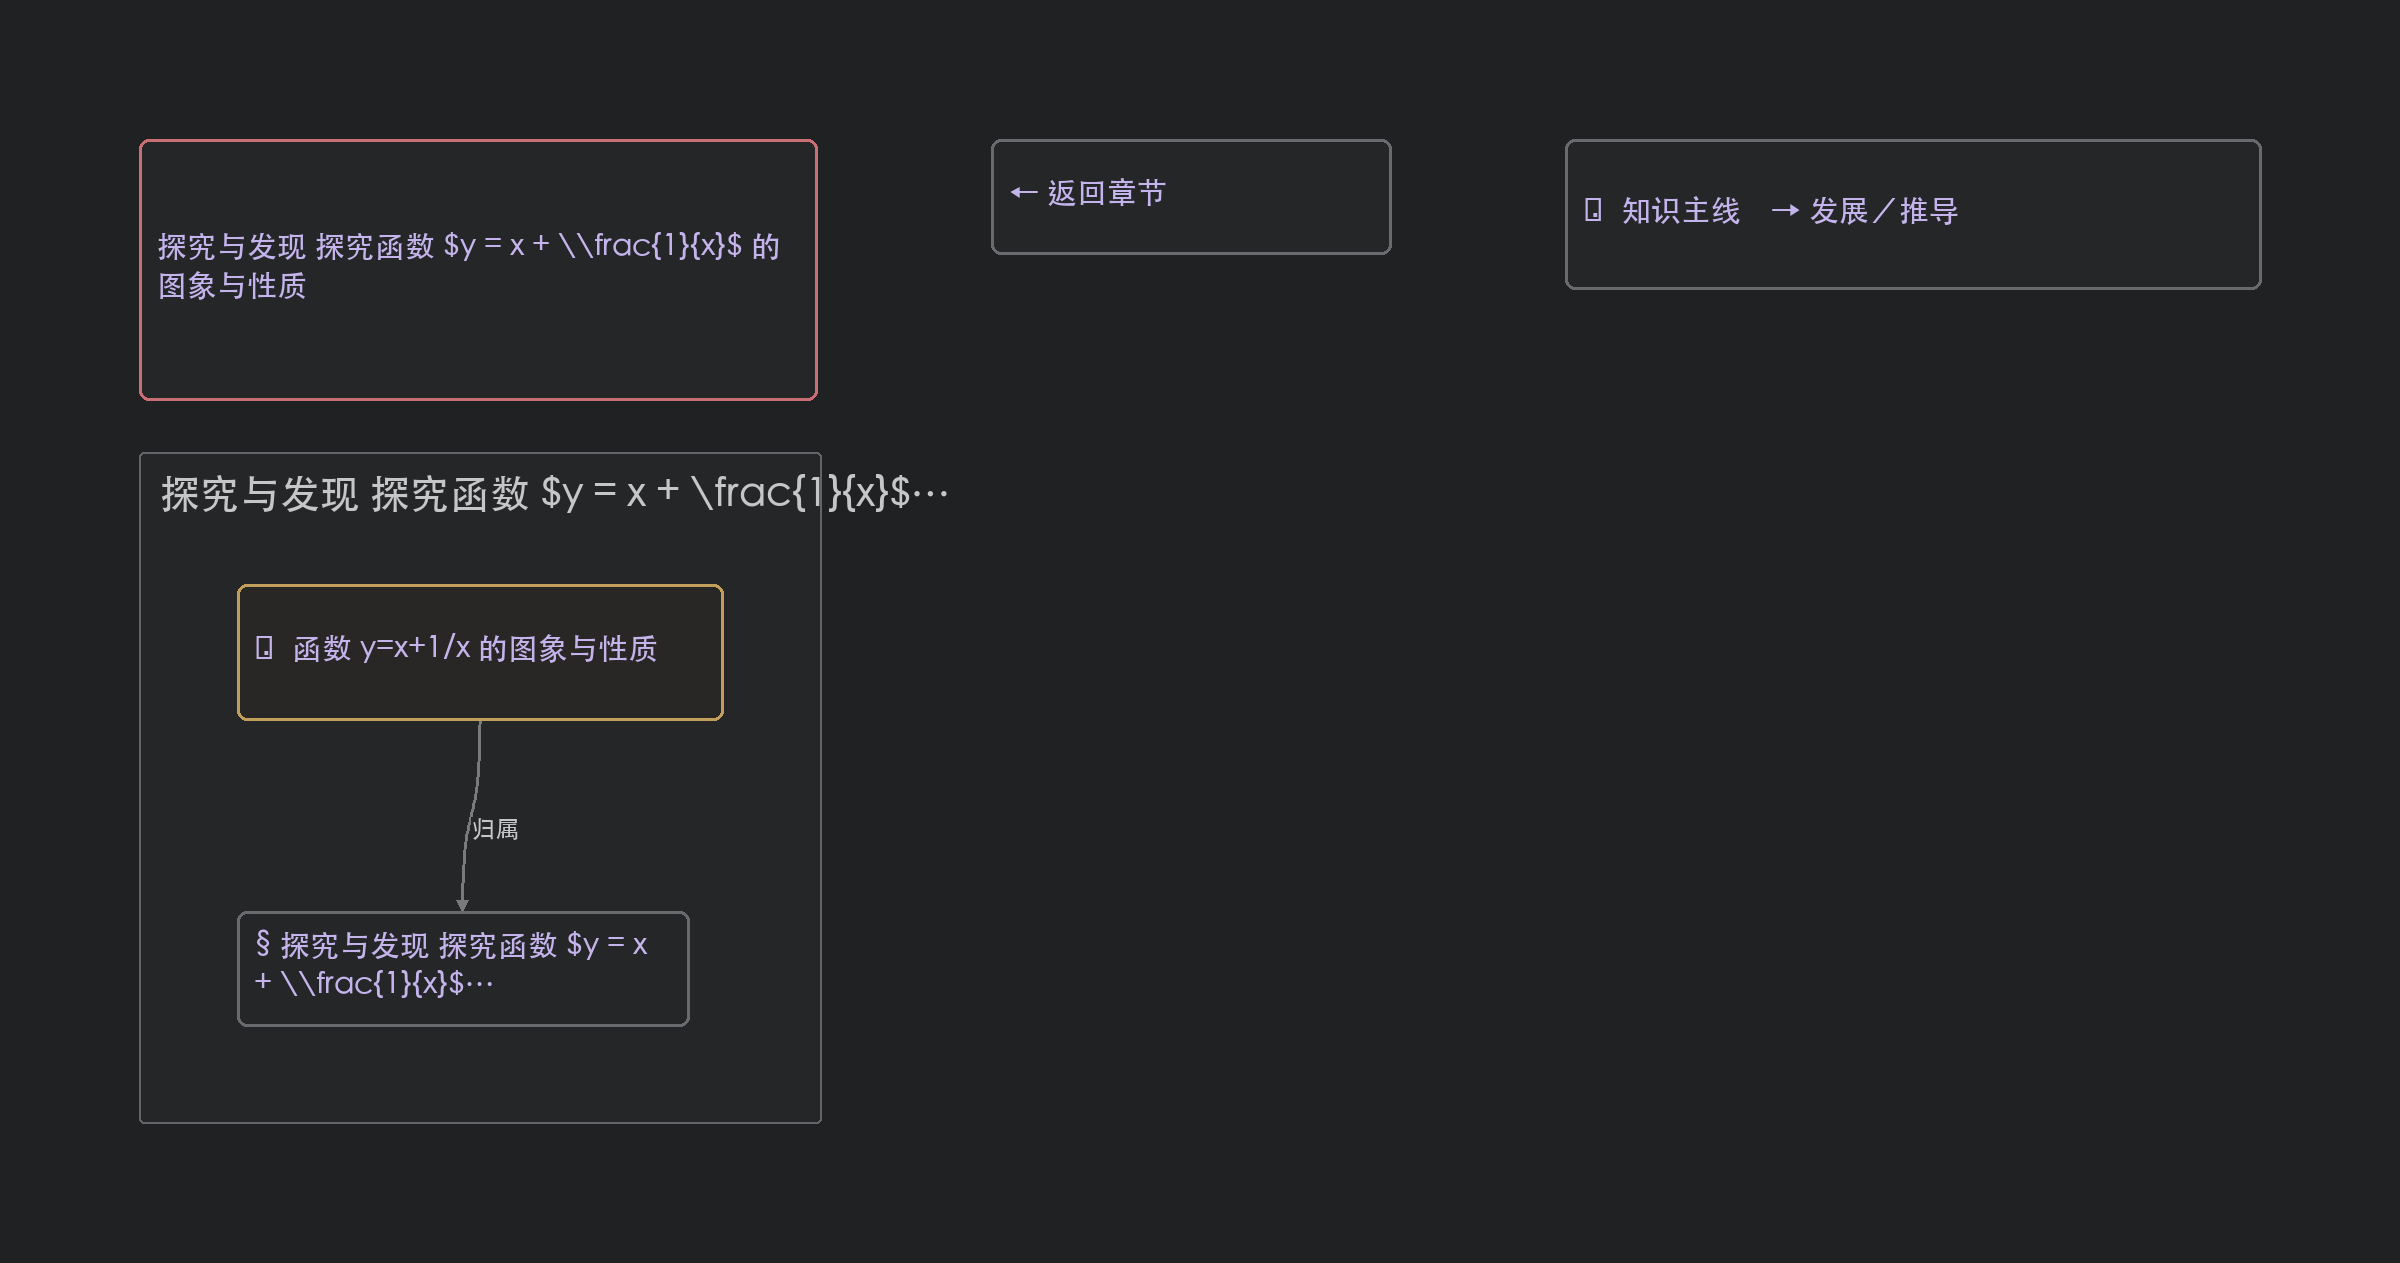 探究与发现 探究函数 $y = x + \\frac{1}{x}$ 的
图象与性质
← 返回章节
知识主线 → 发展／推导
探究与发现 探究函数 $y = x + \frac{1}{x}$…
函数 y=x+1/x 的图象与性质
归属
§ 探究与发现 探究函数 $y = x
+ \\frac{1}{x}$…